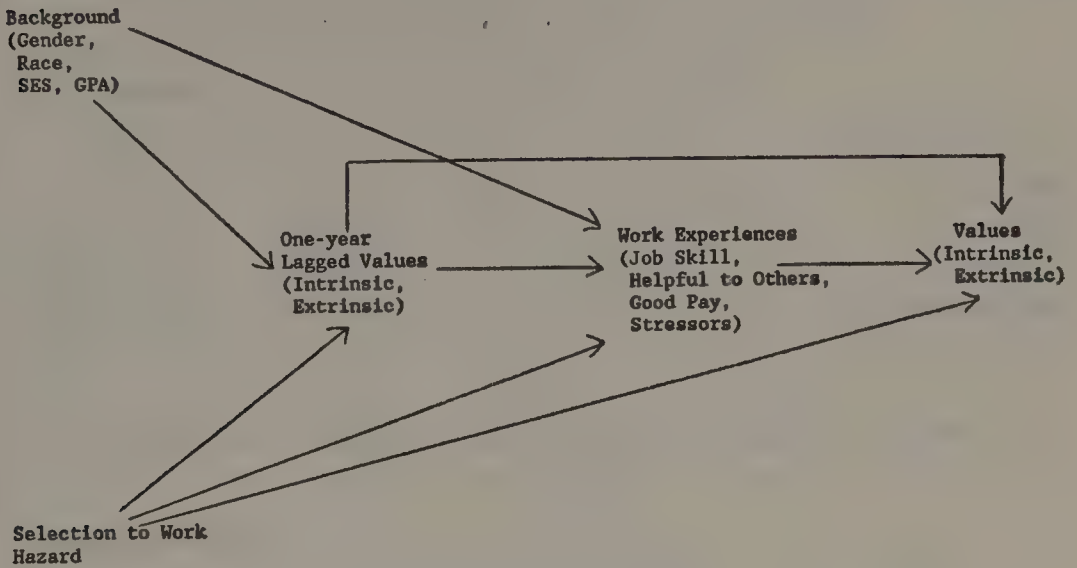 Background
(Gender,
Race,
SES, GPA)
One-year
Lagged Values
(Intrinsic,
Extrinsic)
Work Experiences
(Job Skill,
Helpful to Others,
Good Pay,
Stressors)
Values
(Intrinsic,
Extrinsic)
Selection to Work
Hazard